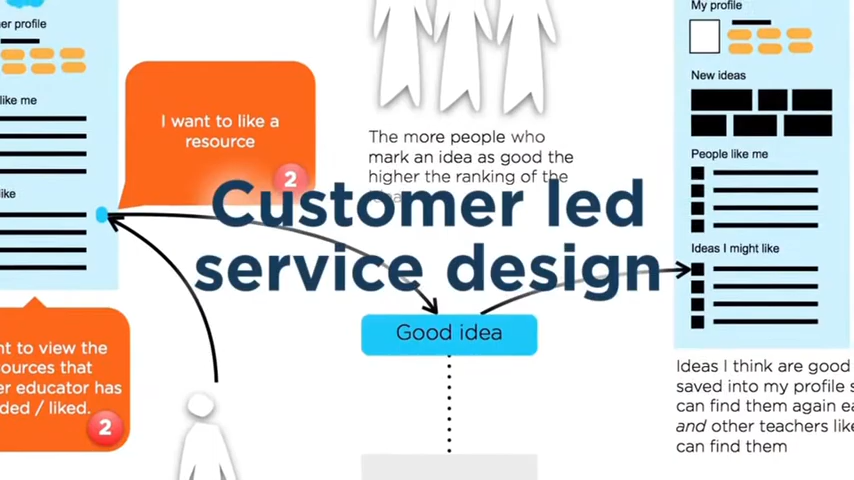 er profile
like me
like
I want to like a
resource
2
The more people who
mark an idea as good the
higher the ranking of the
Customer led
service design
Good idea
nt to view the
ources that
er educator has
ded / liked.
2
My profile
New ideas
People like me
Ideas I might like
Ideas I think are good
saved into my profile s
can find them again ea
and other teachers like
can find them